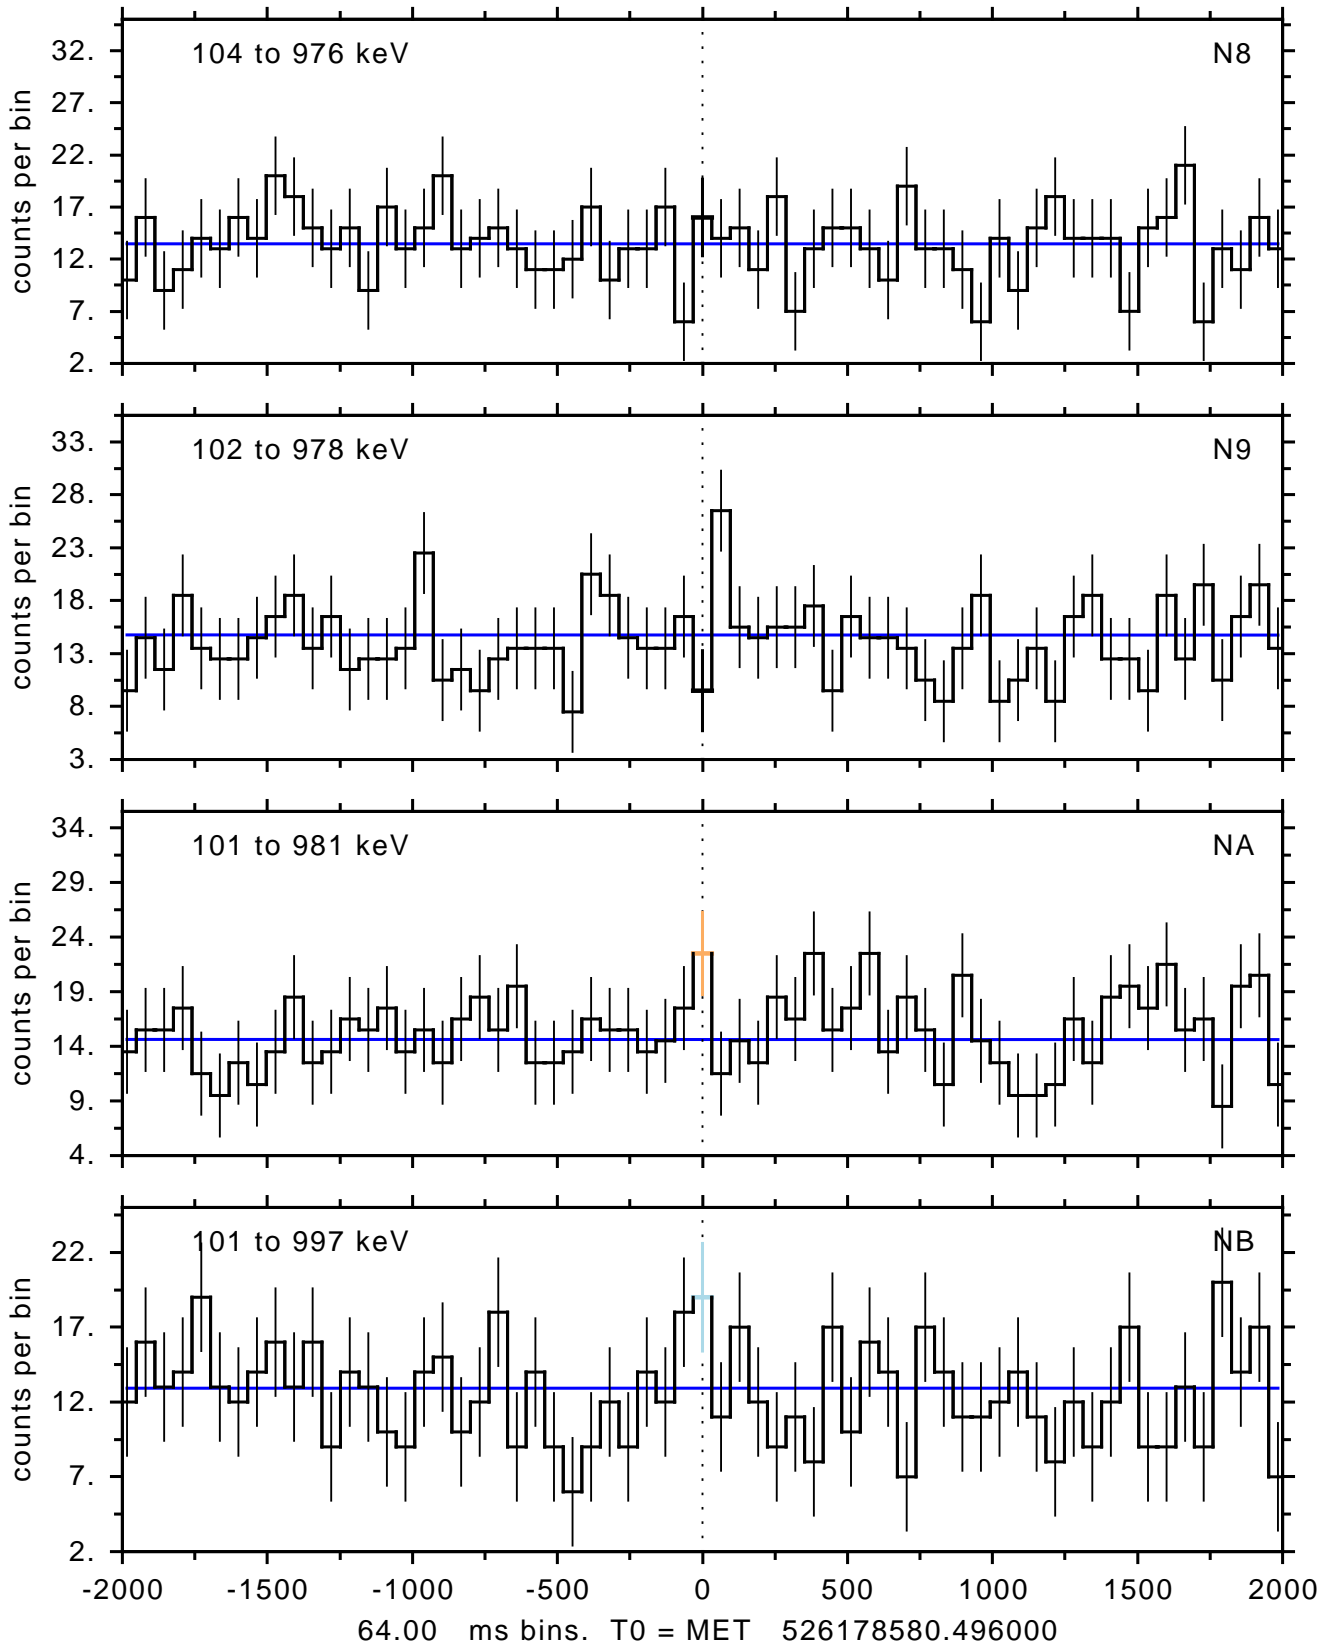 104 to 976 keV N8
32.
27.
22.
17.
12.
7.
2.
counts per bin
102 to 978 keV N9
33.
28.
23.
18.
13.
8.
3.
counts per bin
101 to 981 keV NA
34.
29.
24.
19.
14.
9.
4.
counts per bin
101 to 997 keV NB
22.
17.
12.
7.
2.
counts per bin
-2000 -1500 -1000 -500 0 500 1000 1500 2000
64.00 ms bins. T0 = MET 526178580.496000